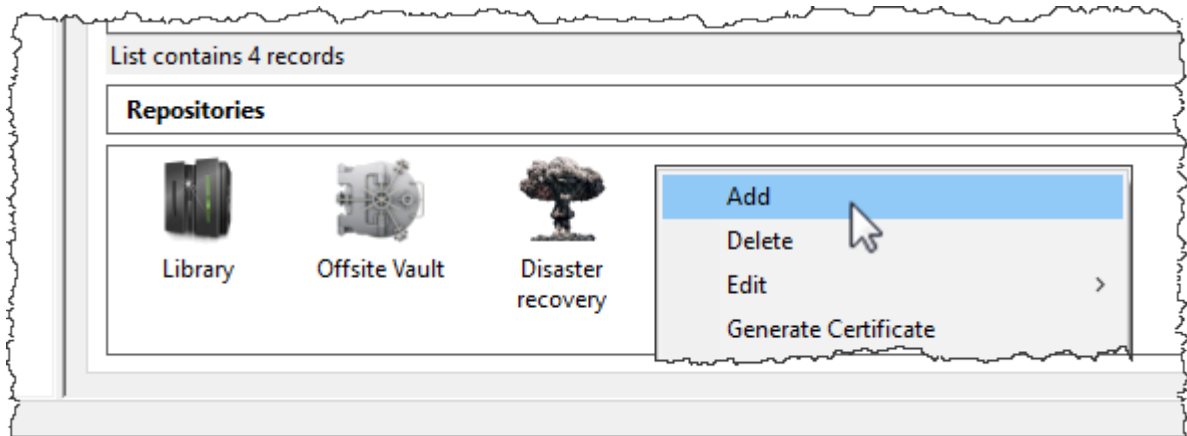 List contains 4 records
Repositories
Library
Offsite Vault
Disaster
recovery
Add
Delete
Edit
Generate Certificate